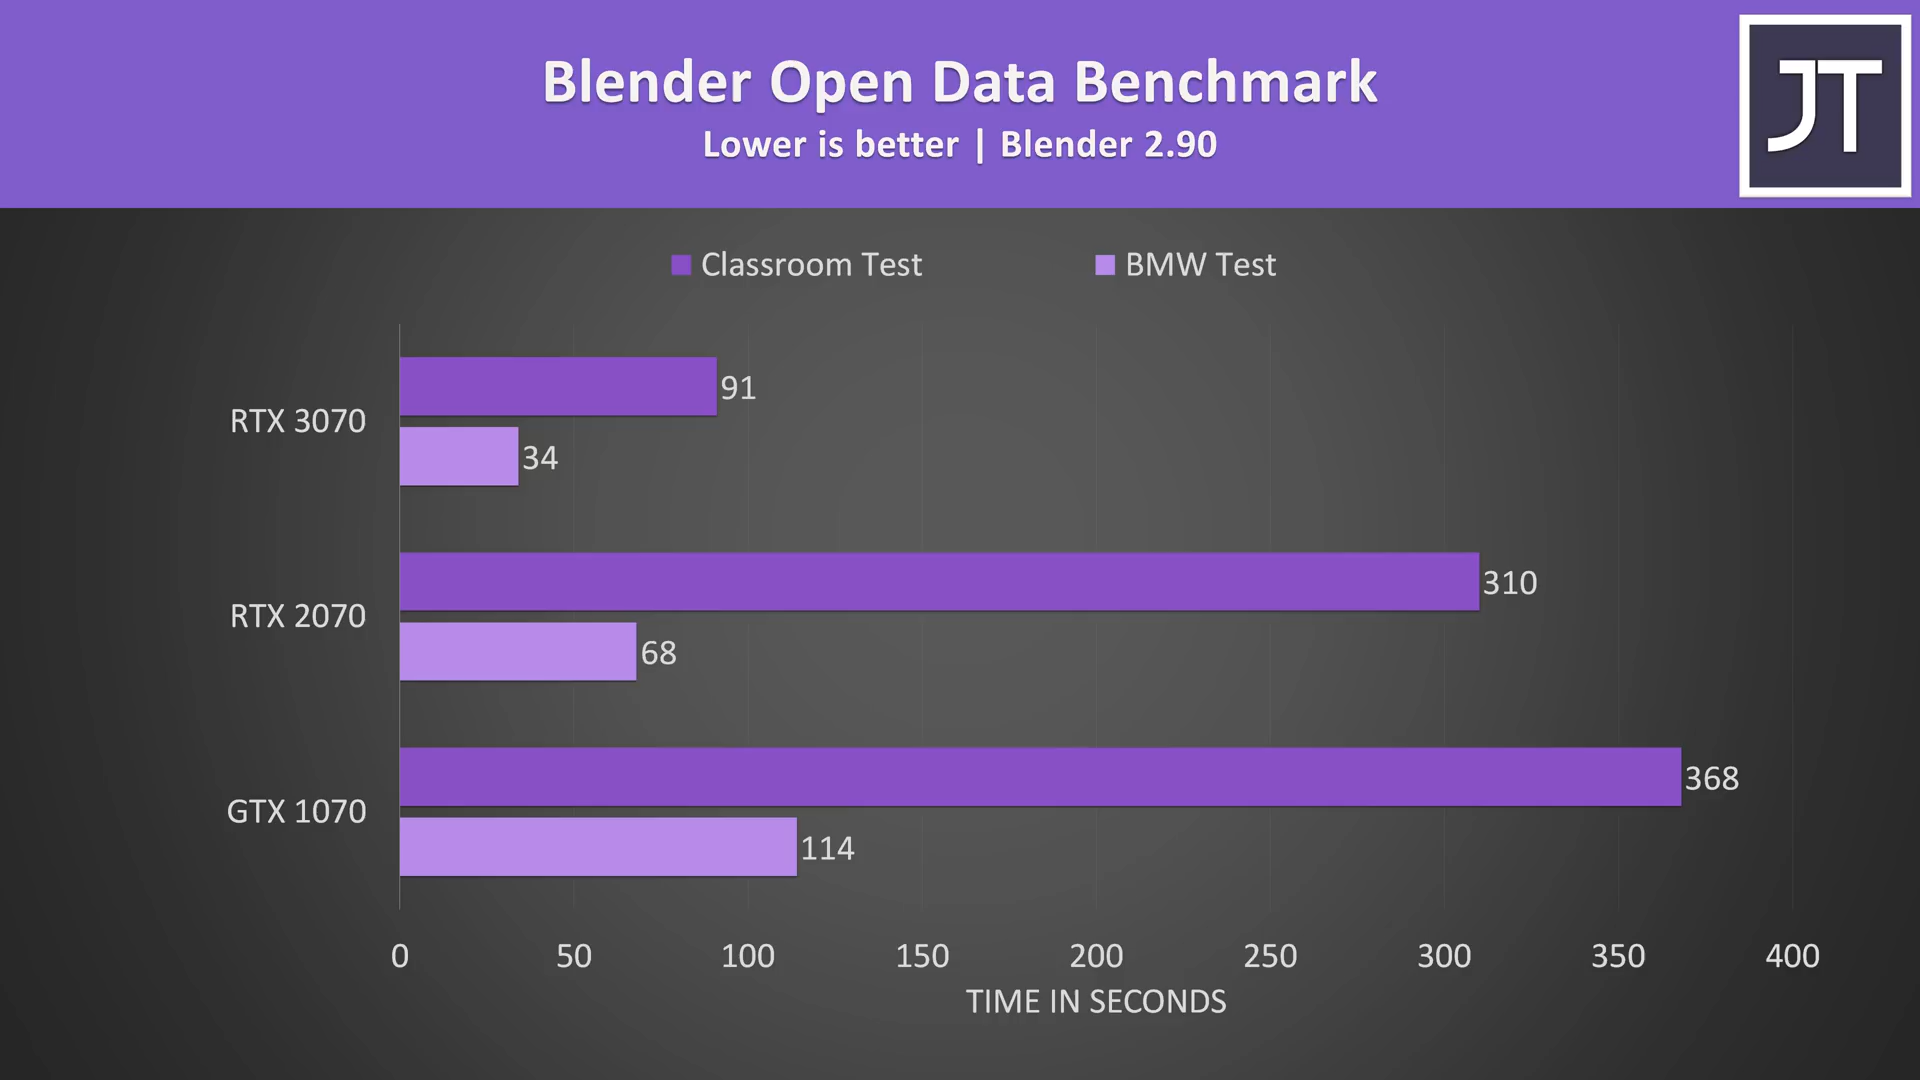 Blender Open Data Benchmark
Lower is better | Blender 2.90
JT
Classroom Test
BMW Test
RTX 3070
91
34
RTX 2070
310
68
GTX 1070
368
114
0 50 100 150 200 250 300 350 400
TIME IN SECONDS